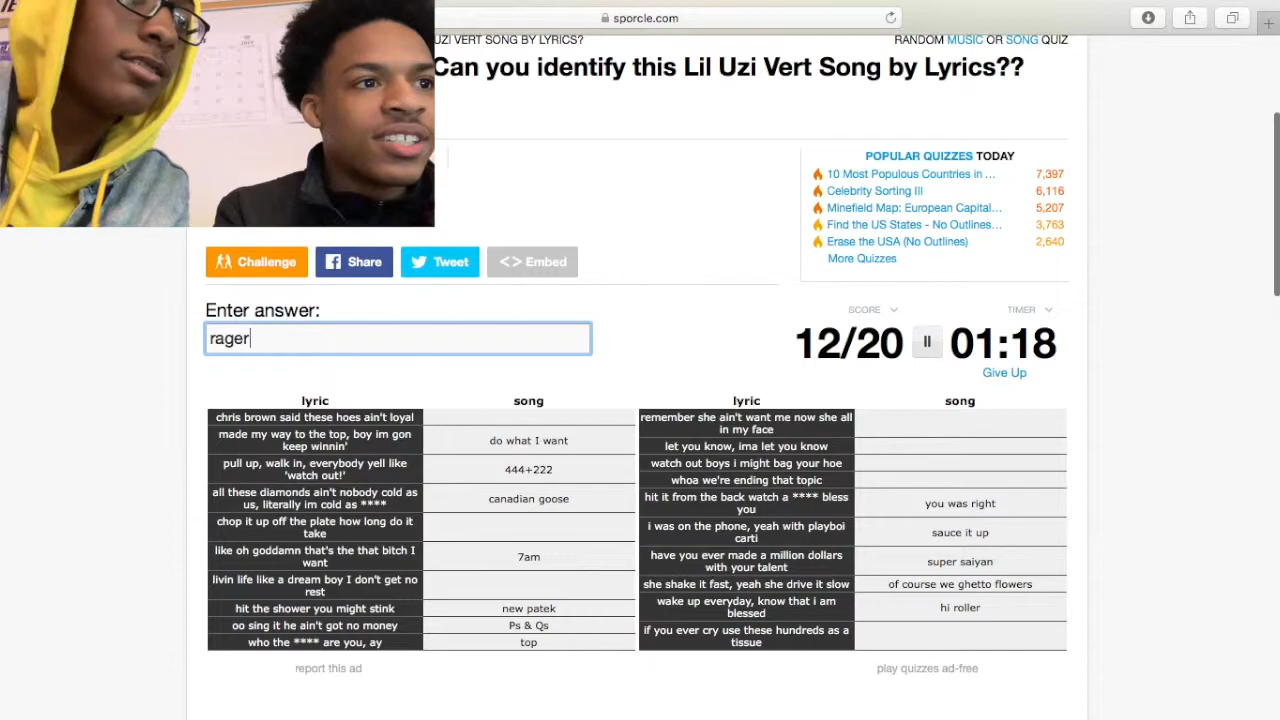 sporcle.com
UZI VERT SONG BY LYRICS?
RANDOM MUSIC OR SONG QUIZ
Can you identify this Lil Uzi Vert Song by Lyrics??
POPULAR QUIZZES TODAY
10 Most Populous Countries in ... 7,397
Celebrity Sorting III 6,116
Minefield Map: European Capital... 5,207
Find the US States - No Outlines... 3,763
Erase the USA (No Outlines) 2,640
More Quizzes
Challenge
Share
Tweet
<> Embed
Enter answer:
rager
SCORE
TIMER
12/20
01:18
Give Up
lyric song
chris brown said these hoes ain't loyal
made my way to the top, boy im gon
keep winnin'
do what I want
pull up, walk in, everybody yell like
'watch out!'
444+222
all these diamonds ain't nobody cold as
us, literally im cold as ****
canadian goose
chop it up off the plate how long do it
take
like oh goddamn that's the that bitch I
want
7am
livin life like a dream boy I don't get no
rest
hit the shower you might stink
new patek
oo sing it he ain't got no money
Ps & Qs
who the **** are you, ay
top
lyric song
remember she ain't want me now she all
in my face
let you know, ima let you know
watch out boys i might bag your hoe
whoa we're ending that topic
hit it from the back watch a **** bless
you
you was right
i was on the phone, yeah with playboi
carti
sauce it up
have you ever made a million dollars
with your talent
super saiyan
she shake it fast, yeah she drive it slow
of course we ghetto flowers
wake up everyday, know that i am
blessed
hi roller
if you ever cry use these hundreds as a
tissue
report this ad
play quizzes ad-free